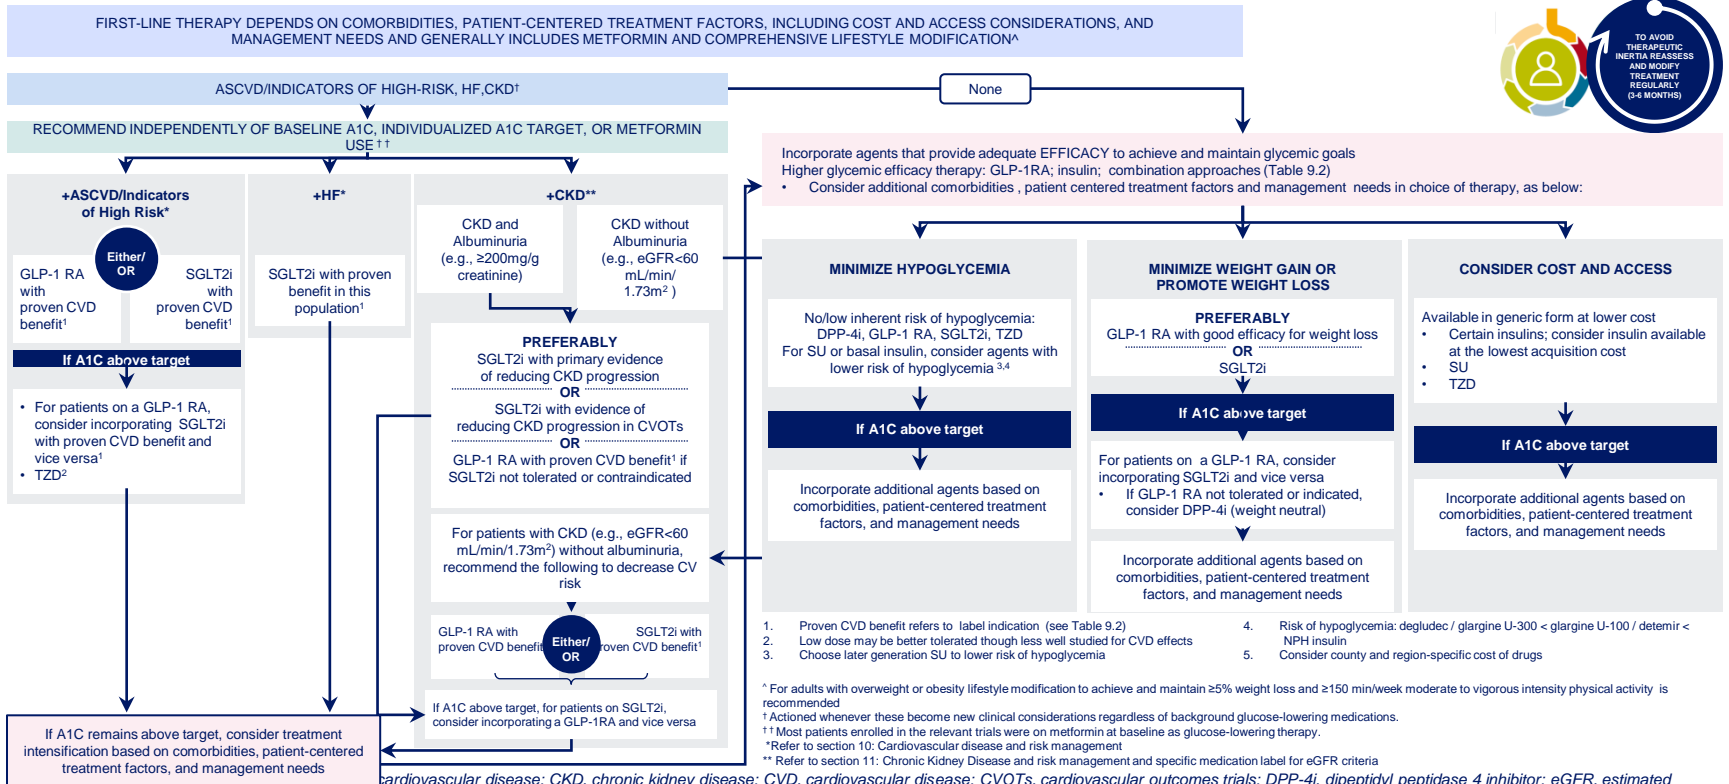 FIRST-LINE THERAPY DEPENDS ON COMORBIDITIES, PATIENT-CENTERED TREATMENT FACTORS, INCLUDING COST AND ACCESS CONSIDERATIONS, AND
MANAGEMENT NEEDS AND GENERALLY INCLUDES METFORMIN AND COMPREHENSIVE LIFESTYLE MODIFICATION^
TO AVOID
THERAPEUTIC
INERTIA REASSESS
AND MODIFY
TREATMENT
REGULARLY
(3-6 MONTHS)
ASCVD/INDICATORS OF HIGH-RISK, HF,CKD†
None
RECOMMEND INDEPENDENTLY OF BASELINE A1C, INDIVIDUALIZED A1C TARGET, OR METFORMIN
USE††
+ASCVD/Indicators
of High Risk*
Either/
OR
GLP-1 RA
with
proven CVD
benefit¹
SGLT2i
with
proven CVD
benefit¹
If A1C above target
• For patients on a GLP-1 RA,
consider incorporating SGLT2i
with proven CVD benefit and
vice versa¹
• TZD²
+HF*
SGLT2i with proven
benefit in this
population¹
+CKD**
CKD and
Albuminuria
(e.g., ≥200mg/g
creatinine)
CKD without
Albuminuria
(e.g., eGFR<60
mL/min/
1.73m² )
PREFERABLY
SGLT2i with primary evidence
of reducing CKD progression
OR
SGLT2i with evidence of
reducing CKD progression in CVOTs
OR
GLP-1 RA with proven CVD benefit¹ if
SGLT2i not tolerated or contraindicated
For patients with CKD (e.g., eGFR<60
mL/min/1.73m²) without albuminuria,
recommend the following to decrease CV
risk
GLP-1 RA with
proven CVD benefit
Either/
OR
SGLT2i with
roven CVD benefit¹
If A1C above target, for patients on SGLT2i,
consider incorporating a GLP-1RA and vice versa
If A1C remains above target, consider treatment
intensification based on comorbidities, patient-centered
treatment factors, and management needs
Incorporate agents that provide adequate EFFICACY to achieve and maintain glycemic goals
Higher glycemic efficacy therapy: GLP-1RA; insulin; combination approaches (Table 9.2)
• Consider additional comorbidities , patient centered treatment factors and management needs in choice of therapy, as below:
MINIMIZE HYPOGLYCEMIA
No/low inherent risk of hypoglycemia:
DPP-4i, GLP-1 RA, SGLT2i, TZD
For SU or basal insulin, consider agents with
lower risk of hypoglycemia ³,⁴
If A1C above target
Incorporate additional agents based on
comorbidities, patient-centered treatment
factors, and management needs
MINIMIZE WEIGHT GAIN OR
PROMOTE WEIGHT LOSS
PREFERABLY
GLP-1 RA with good efficacy for weight loss
OR
SGLT2i
If A1C above target
For patients on a GLP-1 RA, consider
incorporating SGLT2i and vice versa
• If GLP-1 RA not tolerated or indicated,
consider DPP-4i (weight neutral)
Incorporate additional agents based on
comorbidities, patient-centered treatment
factors, and management needs
CONSIDER COST AND ACCESS
Available in generic form at lower cost
• Certain insulins; consider insulin available
at the lowest acquisition cost
• SU
• TZD
If A1C above target
Incorporate additional agents based on
comorbidities, patient-centered treatment
factors, and management needs
1. Proven CVD benefit refers to label indication (see Table 9.2)
2. Low dose may be better tolerated though less well studied for CVD effects
3. Choose later generation SU to lower risk of hypoglycemia
4. Risk of hypoglycemia: degludec / glargine U-300 < glargine U-100 / detemir <
NPH insulin
5. Consider county and region-specific cost of drugs
^ For adults with overweight or obesity lifestyle modification to achieve and maintain ≥5% weight loss and ≥150 min/week moderate to vigorous intensity physical activity is
recommended
† Actioned whenever these become new clinical considerations regardless of background glucose-lowering medications.
†† Most patients enrolled in the relevant trials were on metformin at baseline as glucose-lowering therapy.
*Refer to section 10: Cardiovascular disease and risk management
** Refer to section 11: Chronic Kidney Disease and risk management and specific medication label for eGFR criteria
cardiovascular disease; CKD, chronic kidney disease; CVD, cardiovascular disease; CVOTs, cardiovascular outcomes trials; DPP-4i, dipeptidyl peptidase 4 inhibitor; eGFR, estimated